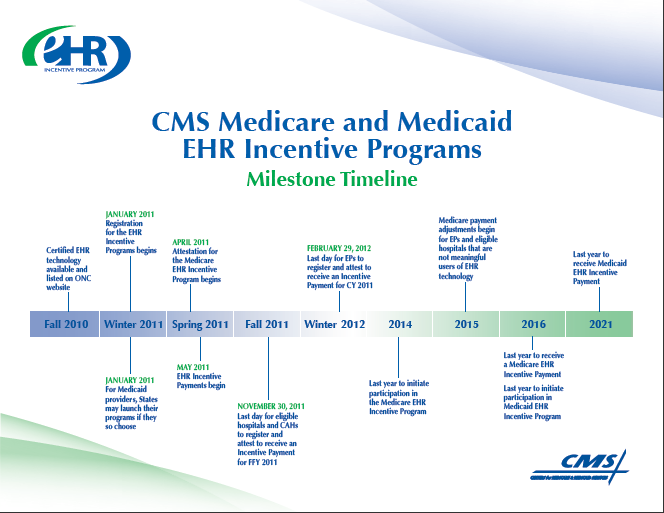 eHR
INCENTIVE PROGRAM
CMS Medicare and Medicaid
EHR Incentive Programs
Milestone Timeline
Certified EHR
technology
available and
listed on ONC
website
JANUARY 2011
Registration
for the EHR
Incentive
Programs begins
APRIL 2011
Attestation for
the Medicare
EHR Incentive
Program begins
FEBRUARY 29, 2012
Last day for EPs to
register and attest to
receive an Incentive
Payment for CY 2011
Medicare payment
adjustments begin
for EPs and eligible
hospitals that are
not meaningful
users of EHR
technology
Last year to
receive Medicaid
EHR Incentive
Payment
Fall 2010
Winter 2011
Spring 2011
Fall 2011
Winter 2012
2014
2015
2016
2021
JANUARY 2011
For Medicaid
providers, States
may launch their
programs if they
so choose
MAY 2011
EHR Incentive
Payments begin
NOVEMBER 30, 2011
Last day for eligible
hospitals and CAHs
to register and
attest to receive an
Incentive Payment
for FFY 2011
Last year to initiate
participation in
the Medicare EHR
Incentive Program
Last year to receive
a Medicare EHR
Incentive Payment
Last year to initiate
participation in
Medicaid EHR
Incentive Program
CMS
CENTERS for MEDICARE & MEDICAID SERVICES